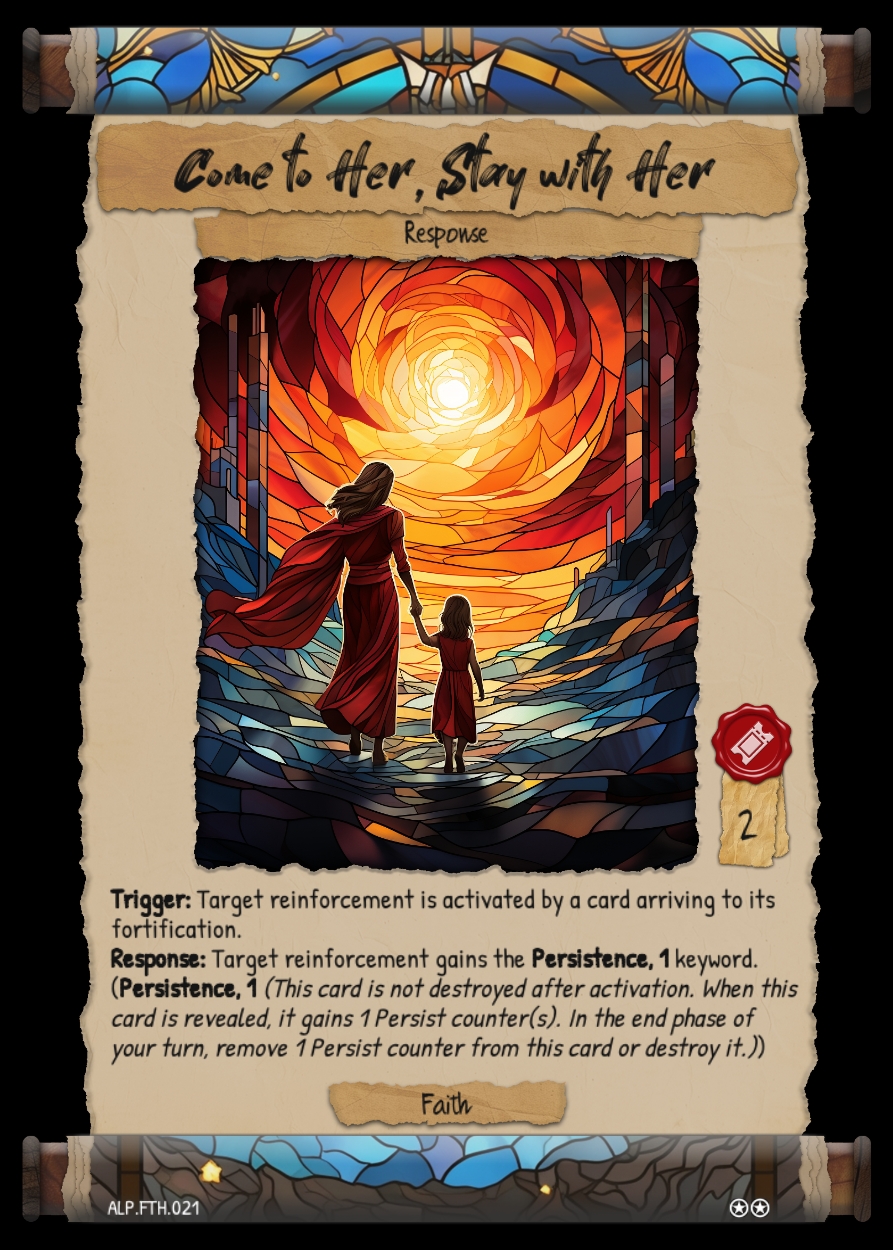 Come to Her, Stay with Her
Response
2
Trigger: Target reinforcement is activated by a card arriving to its
fortification.
Response: Target reinforcement gains the Persistence, 1 keyword.
(Persistence, 1 (This card is not destroyed after activation. When this
card is revealed, it gains 1 Persist counter(s). In the end phase of
your turn, remove 1 Persist counter from this card or destroy it.))
Faith
ALP.FTH.021